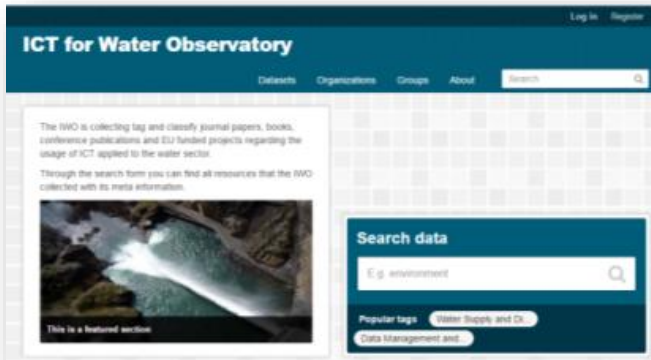 Log in Register
ICT for Water Observatory
Datasets Organizations Groups About Search
The IWO is collecting tag and classify journal papers, books,
conference publications and EU funded projects regarding the
usage of ICT applied to the water sector.
Through the search form you can find all resources that the IWO
collected with its meta information.
This is a featured section
Search data
E.g. environment
Popular tags Water Supply and Di...
Data Management and...